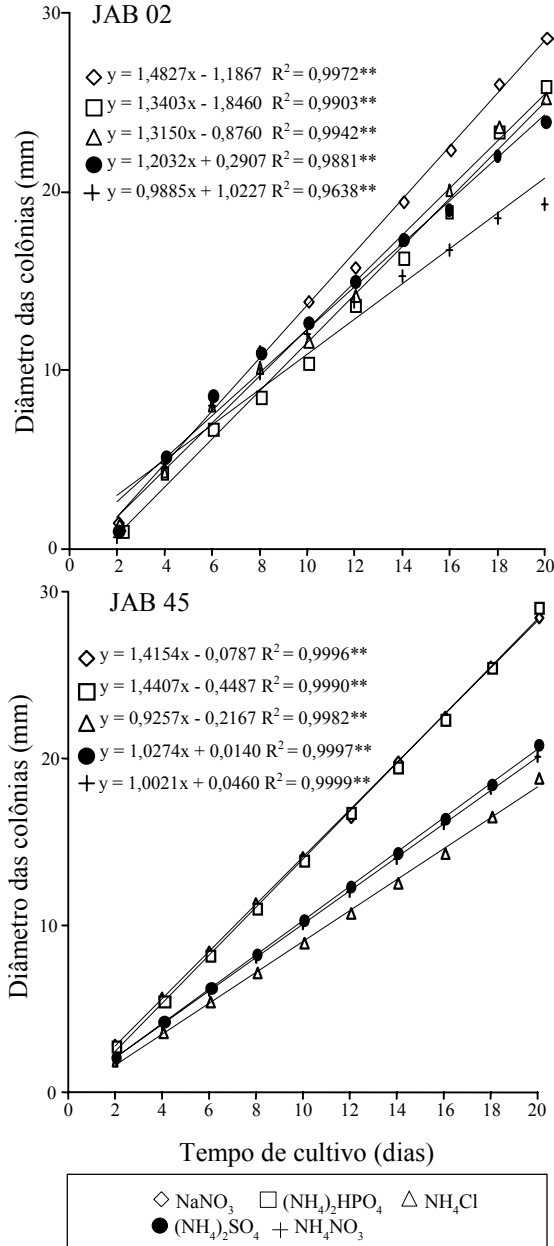 JAB 02
y = 1,4827x - 1,1867 R² = 0,9972**
y = 1,3403x - 1,8460 R² = 0,9903**
y = 1,3150x - 0,8760 R² = 0,9942**
y = 1,2032x + 0,2907 R² = 0,9881**
y = 0,9885x + 1,0227 R² = 0,9638**
Diâmetro das colônias (mm)
30
20
10
0
0 2 4 6 8 10 12 14 16 18 20
JAB 45
y = 1,4154x - 0,0787 R² = 0,9996**
y = 1,4407x - 0,4487 R² = 0,9990**
y = 0,9257x - 0,2167 R² = 0,9982**
y = 1,0274x + 0,0140 R² = 0,9997**
y = 1,0021x + 0,0460 R² = 0,9999**
Diâmetro das colônias (mm)
30
20
10
0
0 2 4 6 8 10 12 14 16 18 20
Tempo de cultivo (dias)
NaNO₃ (NH₄)₂HPO₄ NH₄Cl
(NH₄)₂SO₄ NH₄NO₃